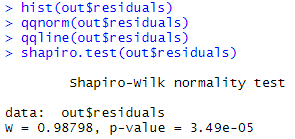 > hist(out$residuals)
> qqnorm(out$residuals)
> qqline(out$residuals)
> shapiro.test(out$residuals)
Shapiro-Wilk normality test
data:  out$residuals
W = 0.98798, p-value = 3.49e-05